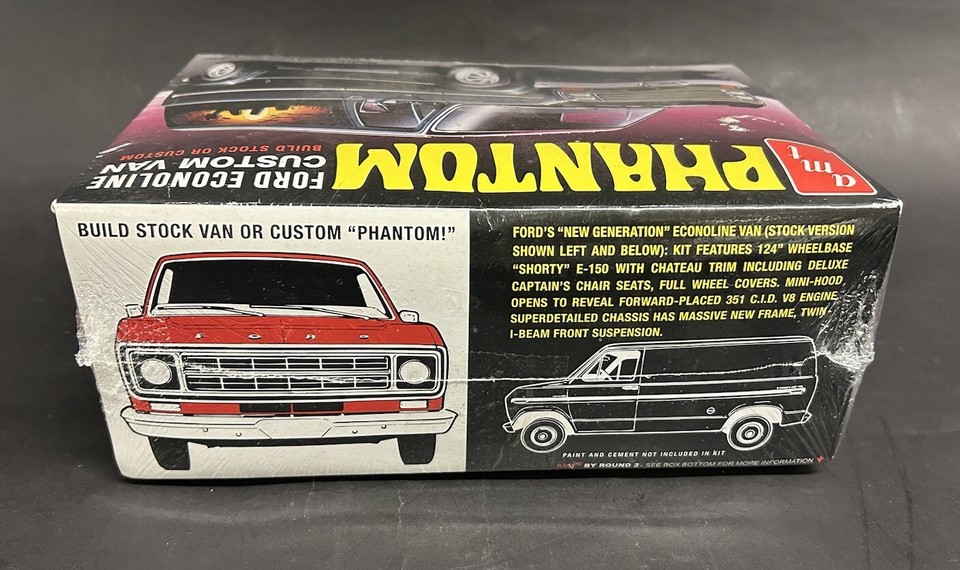 amt
PHANTOM
FORD ECONOLINE
CUSTOM VAN
BUILD STOCK OR CUSTOM
BUILD STOCK VAN OR CUSTOM “PHANTOM!”
FORD
FORD'S “NEW GENERATION” ECONOLINE VAN (STOCK VERSION
SHOWN LEFT AND BELOW): KIT FEATURES 124” WHEELBASE
“SHORTY” E-150 WITH CHATEAU TRIM INCLUDING DELUXE
CAPTAIN'S CHAIR SEATS, FULL WHEEL COVERS. MINI-HOOD
OPENS TO REVEAL FORWARD-PLACED 351 C.I.D. V8 ENGINE.
SUPERDETAILED CHASSIS HAS MASSIVE NEW FRAME, TWIN-
I-BEAM FRONT SUSPENSION.
PAINT AND CEMENT NOT INCLUDED IN KIT
AMT BY ROUND 2 - SEE BOX BOTTOM FOR MORE INFORMATION